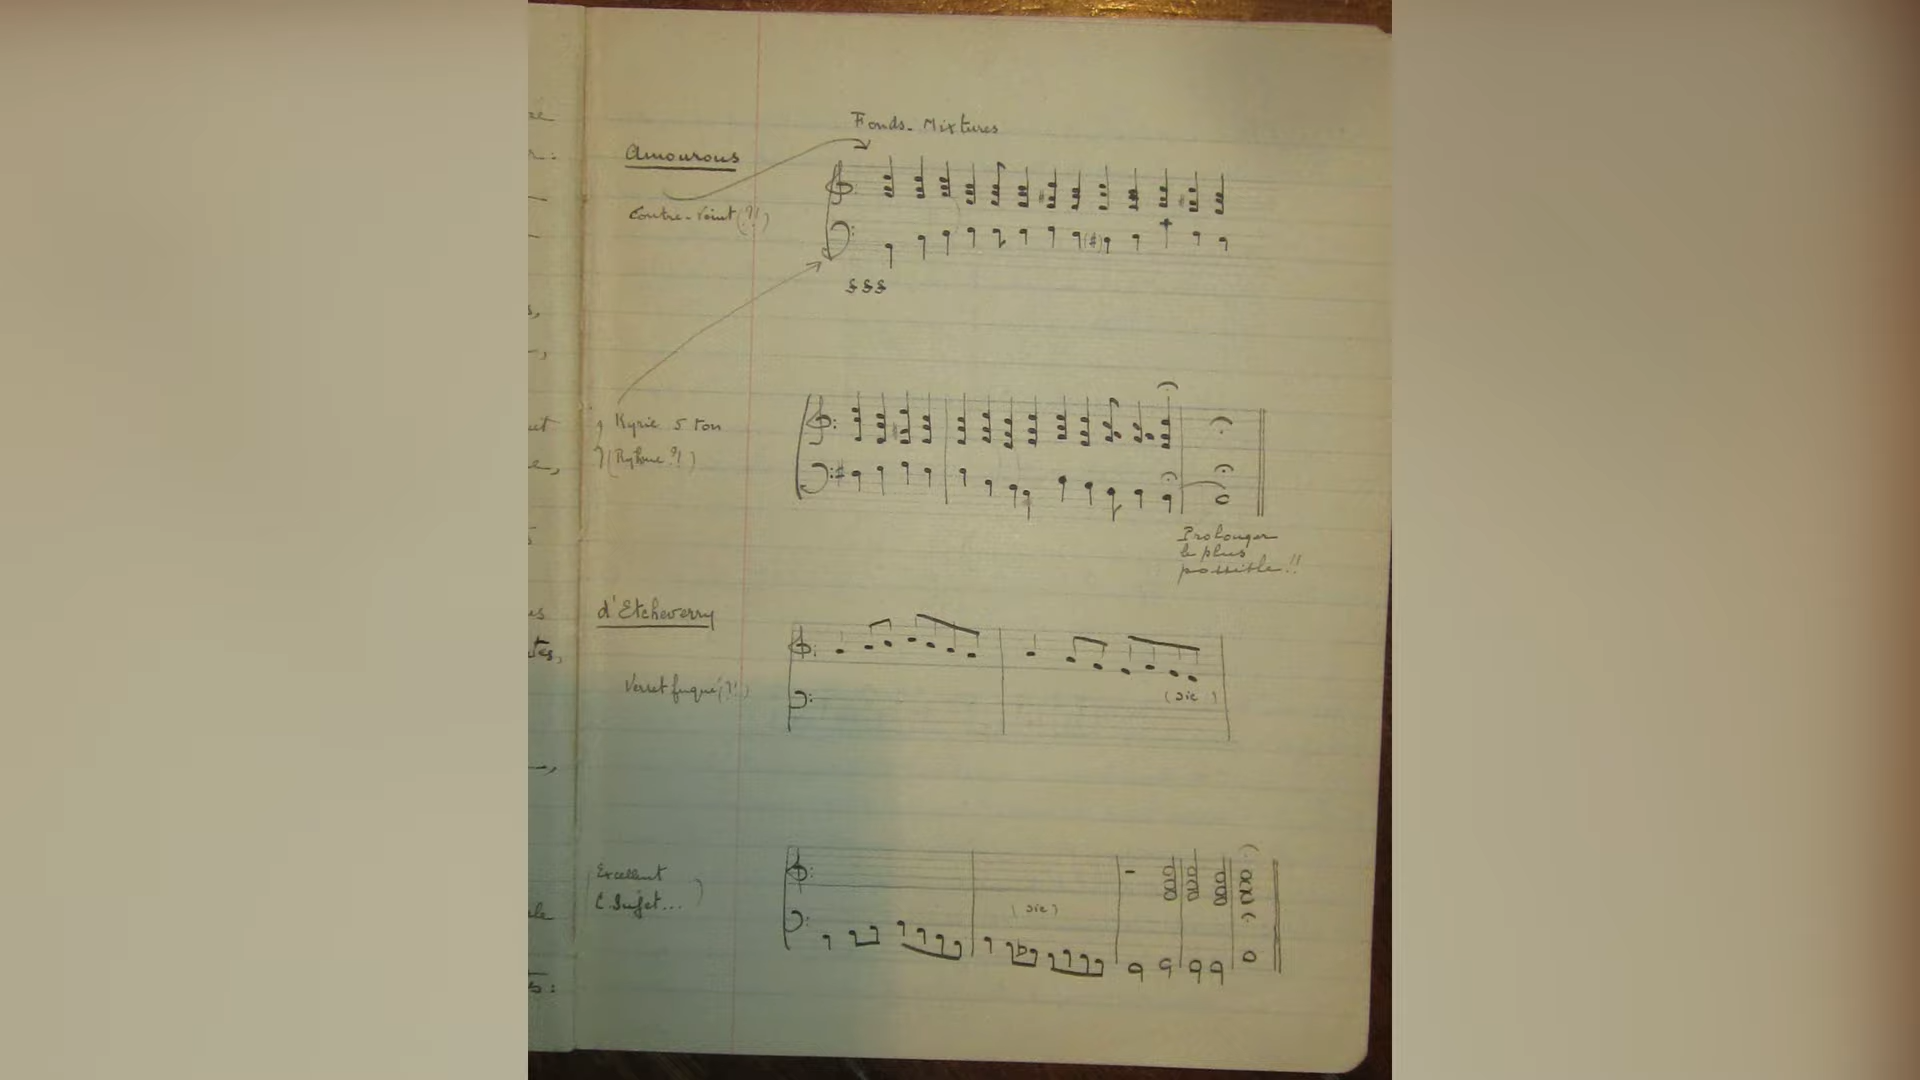 Fonds- Mixtures
Amourous
Contre-Point (?!)
Kyrie 5 ton
(Rythme ?!)
Prolonger
le plus
possible !!
d'Etcheverry
Verset fugué (?!)
(sic)
Excellent
C. Sujet...)
(sic)